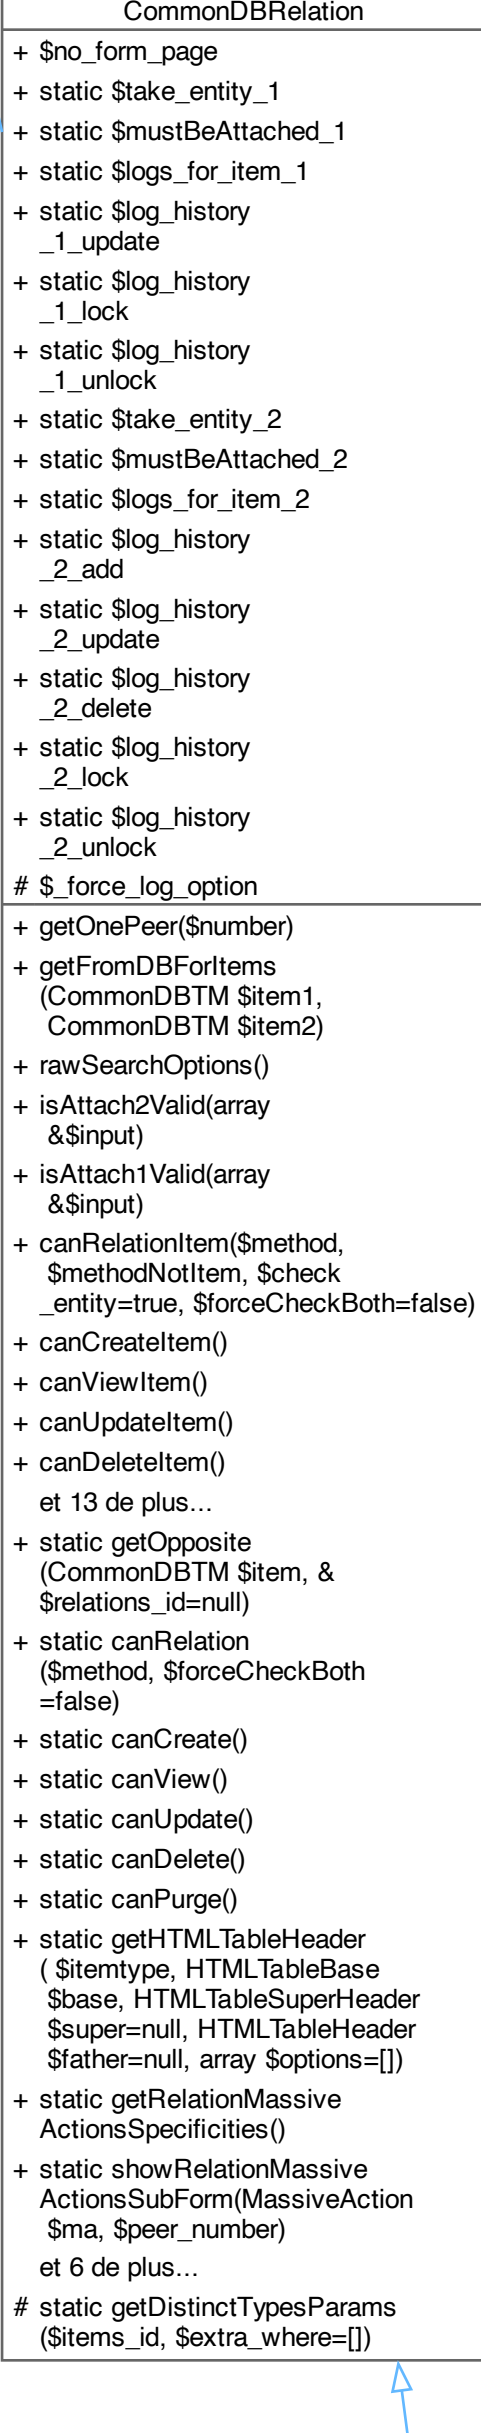 CommonDBRelation
+ $no_form_page
+ static $take_entity_1
+ static $mustBeAttached_1
+ static $logs_for_item_1
+ static $log_history
_1_update
+ static $log_history
_1_lock
+ static $log_history
_1_unlock
+ static $take_entity_2
+ static $mustBeAttached_2
+ static $logs_for_item_2
+ static $log_history
_2_add
+ static $log_history
_2_update
+ static $log_history
_2_delete
+ static $log_history
_2_lock
+ static $log_history
_2_unlock
# $_force_log_option
+ getOnePeer($number)
+ getFromDBForItems
(CommonDBTM $item1,
CommonDBTM $item2)
+ rawSearchOptions()
+ isAttach2Valid(array
&$input)
+ isAttach1Valid(array
&$input)
+ canRelationItem($method,
$methodNotItem, $check
_entity=true, $forceCheckBoth=false)
+ canCreateItem()
+ canViewItem()
+ canUpdateItem()
+ canDeleteItem()
et 13 de plus...
+ static getOpposite
(CommonDBTM $item, &
$relations_id=null)
+ static canRelation
($method, $forceCheckBoth
=false)
+ static canCreate()
+ static canView()
+ static canUpdate()
+ static canDelete()
+ static canPurge()
+ static getHTMLTableHeader
( $itemtype, HTMLTableBase
$base, HTMLTableSuperHeader
$super=null, HTMLTableHeader
$father=null, array $options=[])
+ static getRelationMassive
ActionsSpecificities()
+ static showRelationMassive
ActionsSubForm(MassiveAction
$ma, $peer_number)
et 6 de plus...
# static getDistinctTypesParams
($items_id, $extra_where=[])